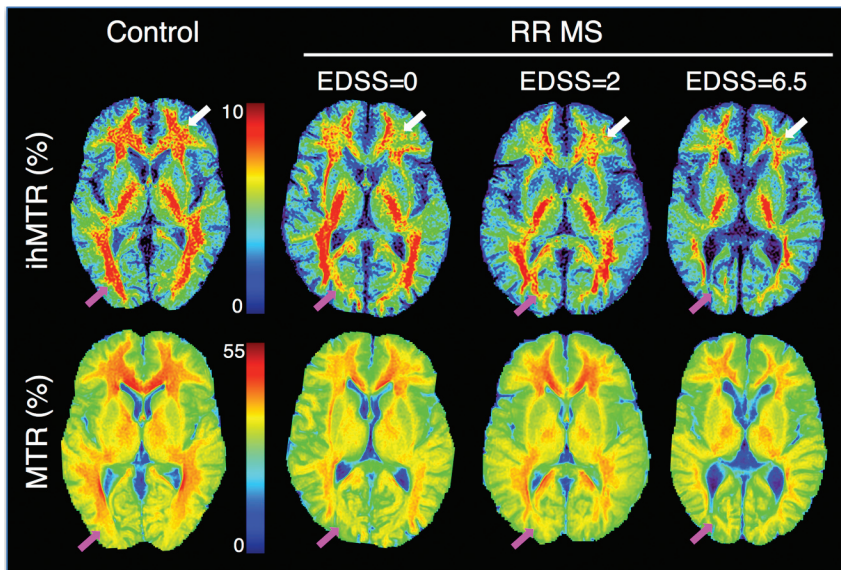 Control
RR MS
EDSS=0
EDSS=2
EDSS=6.5
ihMTR (%)
10
0
MTR (%)
55
0